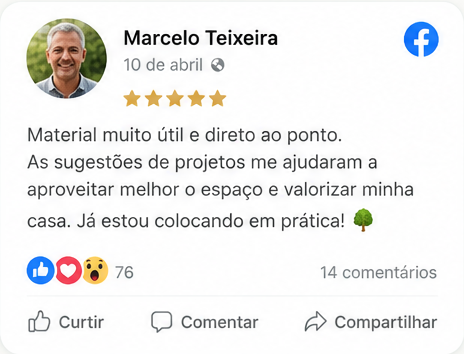 Marcelo Teixeira
10 de abril
Material muito útil e direto ao ponto.
As sugestões de projetos me ajudaram a
aproveitar melhor o espaço e valorizar minha
casa. Já estou colocando em prática! 🌳
76
14 comentários
Curtir
Comentar
Compartilhar